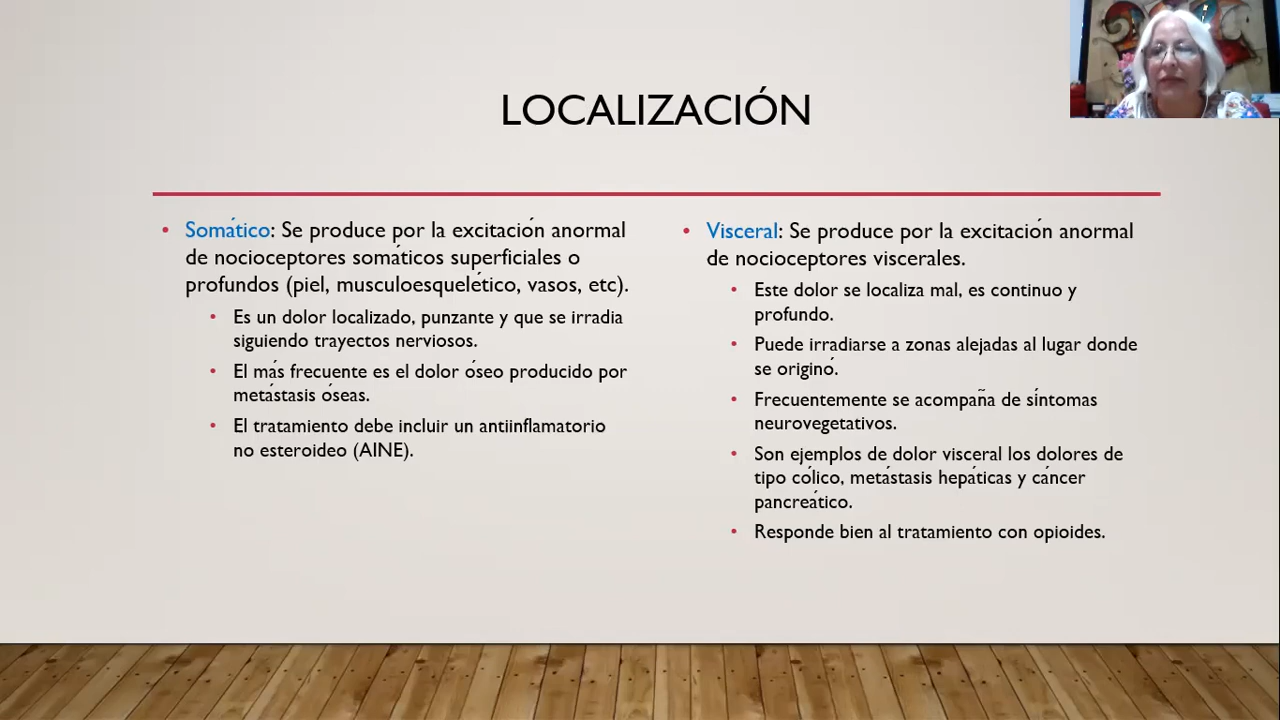 LOCALIZACIÓN
• Somático: Se produce por la excitación anormal
de nocioceptores somáticos superficiales o
profundos (piel, musculoesquelético, vasos, etc).
• Es un dolor localizado, punzante y que se irradia
siguiendo trayectos nerviosos.
• El más frecuente es el dolor óseo producido por
metástasis óseas.
• El tratamiento debe incluir un antiinflamatorio
no esteroideo (AINE).
• Visceral: Se produce por la excitación anormal
de nocioceptores viscerales.
• Este dolor se localiza mal, es continuo y
profundo.
• Puede irradiarse a zonas alejadas al lugar donde
se originó.
• Frecuentemente se acompaña de síntomas
neurovegetativos.
• Son ejemplos de dolor visceral los dolores de
tipo cólico, metástasis hepáticas y cáncer
pancreático.
• Responde bien al tratamiento con opioides.